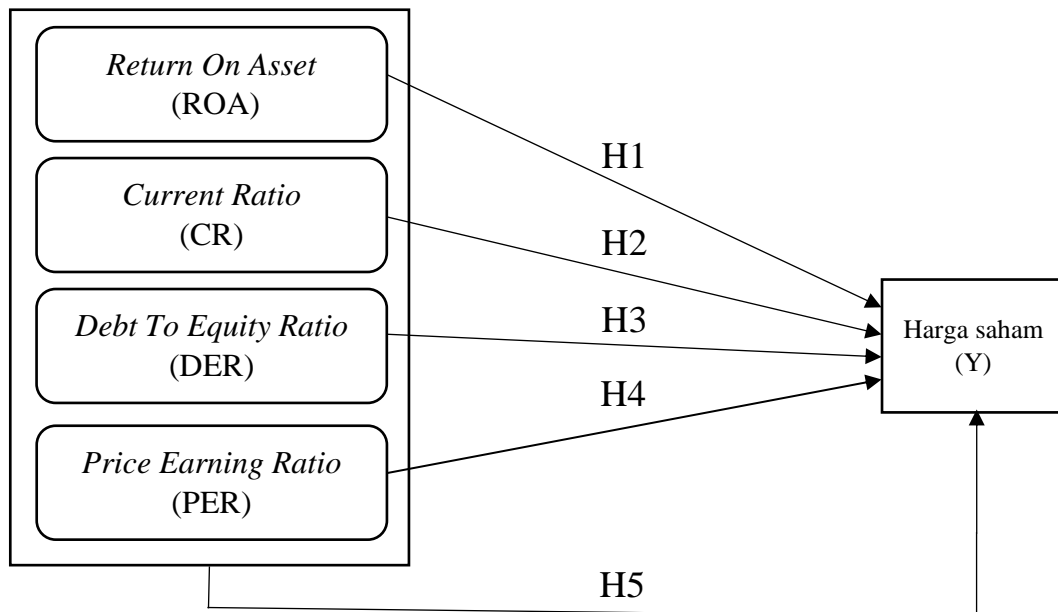 Return On Asset
(ROA)
H1
Current Ratio
(CR)
H2
Debt To Equity Ratio
(DER)
H3
Harga saham
(Y)
H4
Price Earning Ratio
(PER)
H5